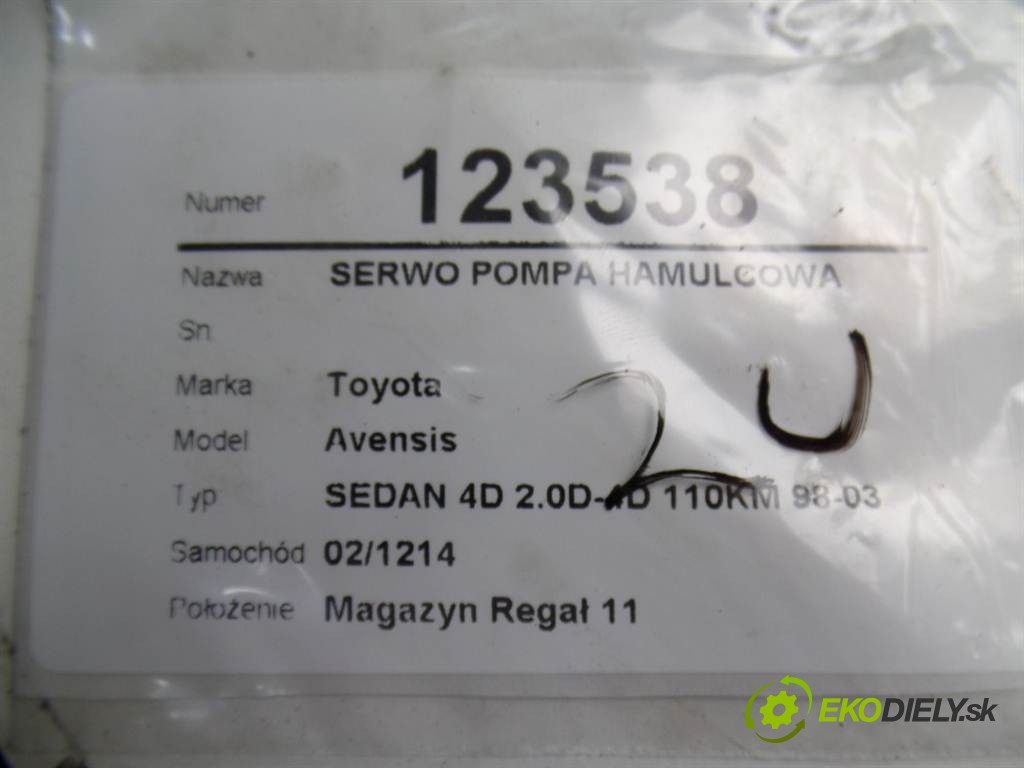 Numer 123538
Nazwa SERWO POMPA HAMULCOWA
Sn
Marka Toyota
Model Avensis
Typ SEDAN 4D 2.0D-4D 110KM 98-03
Samochód 02/1214
Położenie Magazyn Regał 11
2U
EKODIELY.sk